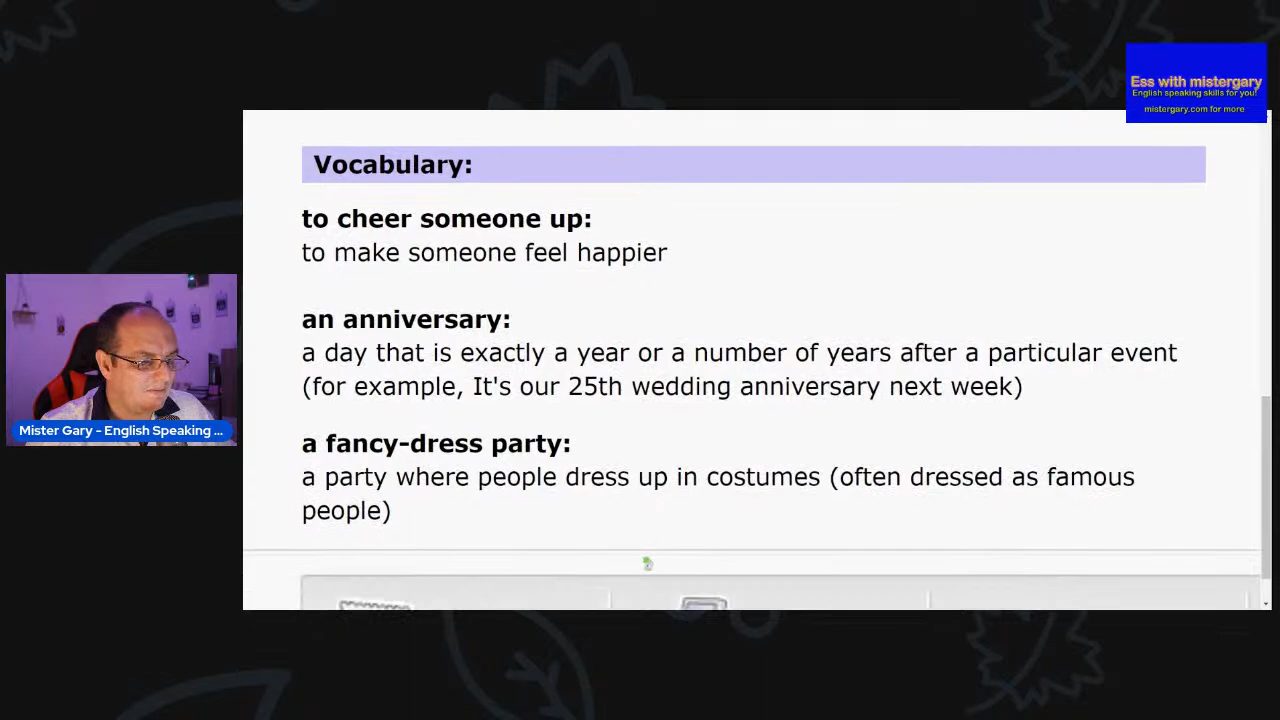 Ess with mistergary
English speaking skills for you!
mistergary.com for more
Vocabulary:
to cheer someone up:
to make someone feel happier
an anniversary:
a day that is exactly a year or a number of years after a particular event
(for example, It's our 25th wedding anniversary next week)
a fancy-dress party:
a party where people dress up in costumes (often dressed as famous
people)
Mister Gary - English Speaking ...